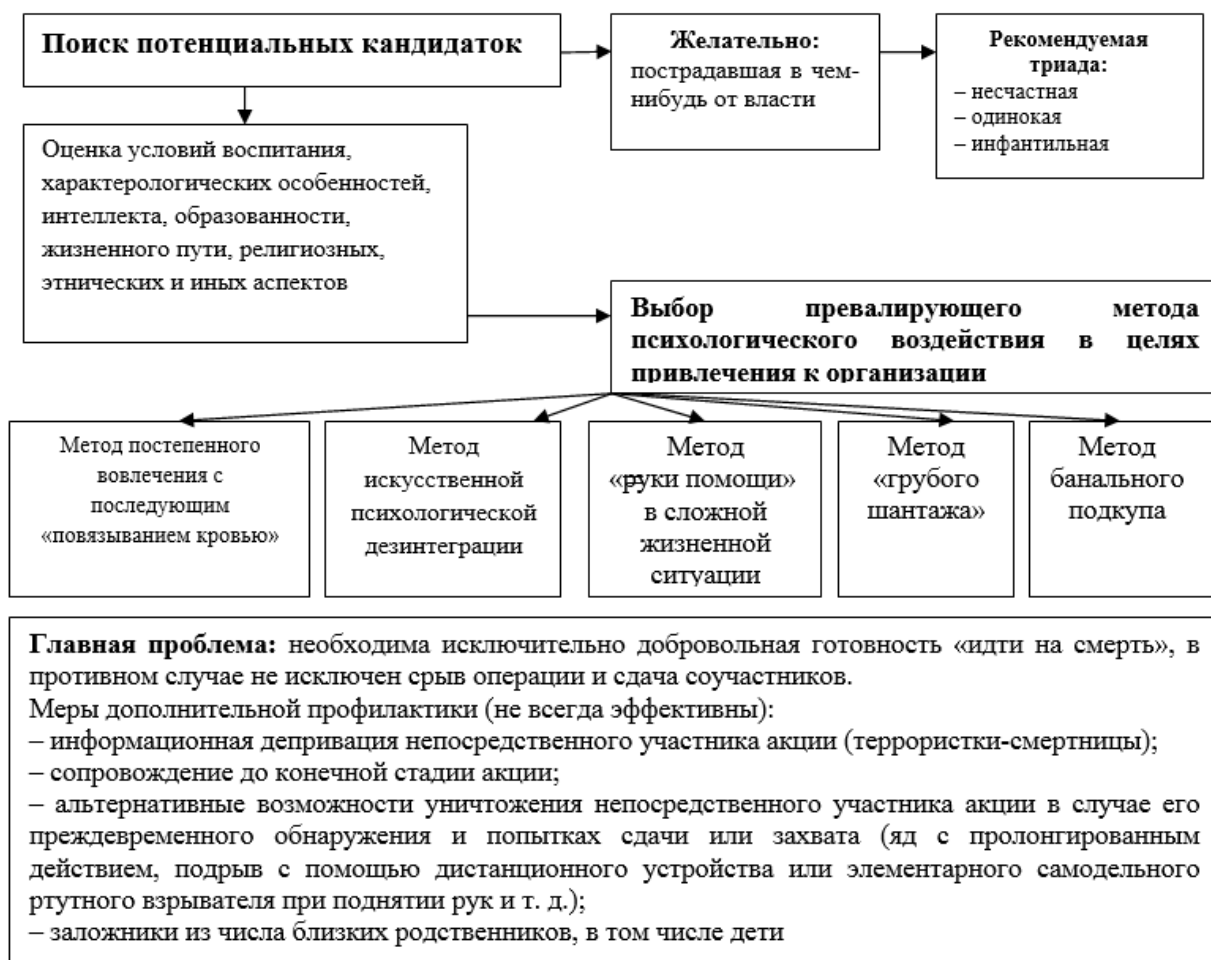 Поиск потенциальных кандидаток
Желательно:
пострадавшая в чем-
нибудь от власти
Рекомендуемая
триада:
– несчастная
– одинокая
– инфантильная
Оценка условий воспитания,
характерологических особенностей,
интеллекта, образованности,
жизненного пути, религиозных,
этнических и иных аспектов
Выбор превалирующего метода
психологического воздействия в целях
привлечения к организации
Метод постепенного
вовлечения с
последующим
«повязыванием кровью»
Метод
искусственной
психологической
дезинтеграции
Метод
«руки помощи»
в сложной
жизненной
ситуации
Метод
«грубого
шантажа»
Метод
банального
подкупа
Главная проблема: необходима исключительно добровольная готовность «идти на смерть», в
противном случае не исключен срыв операции и сдача соучастников.
Меры дополнительной профилактики (не всегда эффективны):
– информационная депривация непосредственного участника акции (террористки-смертницы);
– сопровождение до конечной стадии акции;
– альтернативные возможности уничтожения непосредственного участника акции в случае его
преждевременного обнаружения и попытках сдачи или захвата (яд с пролонгированным
действием, подрыв с помощью дистанционного устройства или элементарного самодельного
ртутного взрывателя при поднятии рук и т. д.);
– заложники из числа близких родственников, в том числе дети